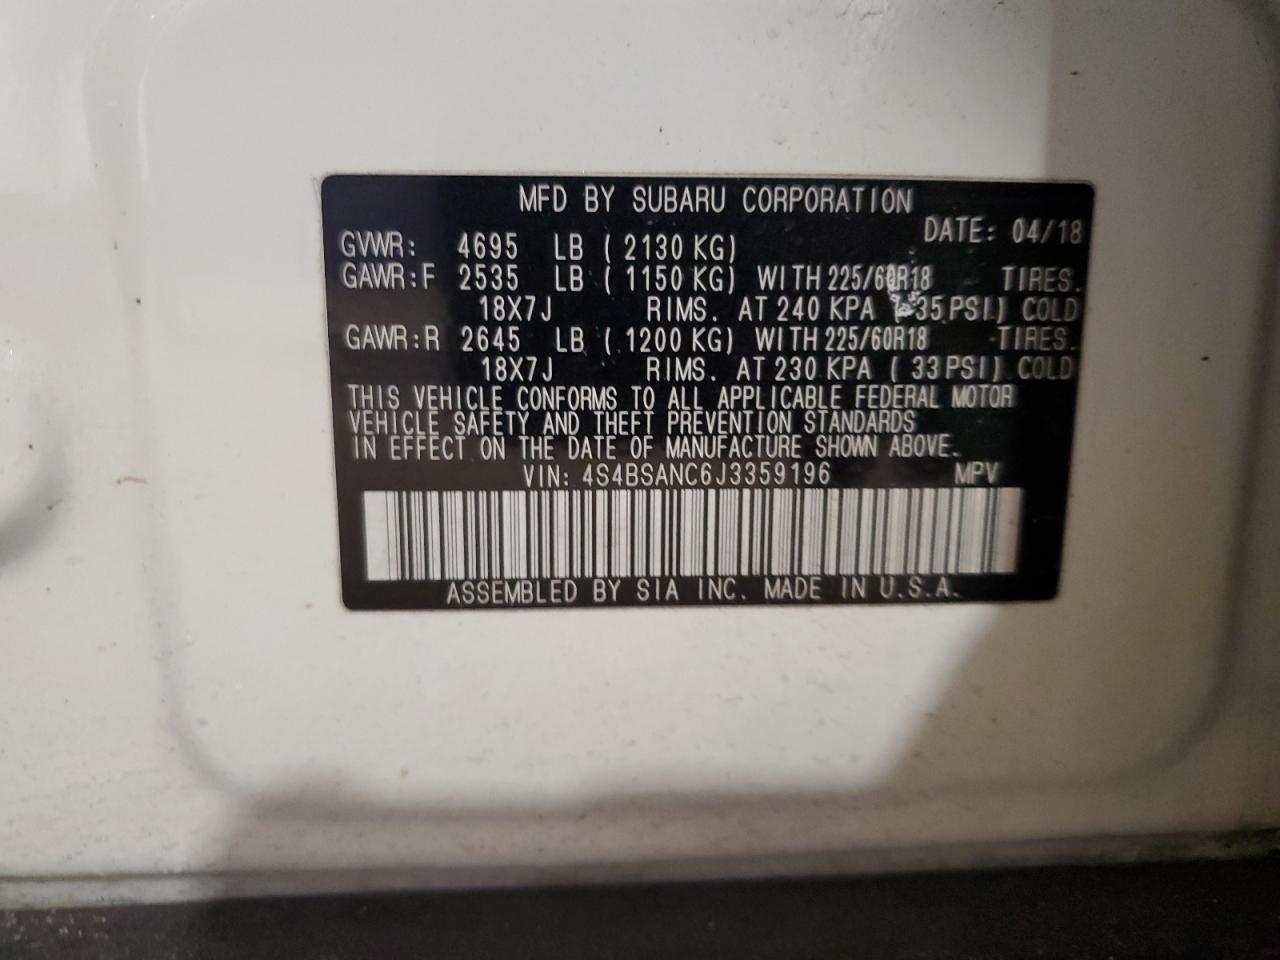 MFD BY SUBARU CORPORATION
DATE: 04/18
GVWR: 4695 LB ( 2130 KG)
GAWR:F 2535 LB ( 1150 KG) WITH 225/60R18 TIRES.
18X7J RIMS. AT 240 KPA ( 35 PSI) COLD
GAWR:R 2645 LB ( 1200 KG) WITH 225/60R18 TIRES.
18X7J RIMS. AT 230 KPA ( 33 PSI) COLD
THIS VEHICLE CONFORMS TO ALL APPLICABLE FEDERAL MOTOR
VEHICLE SAFETY AND THEFT PREVENTION STANDARDS
IN EFFECT ON THE DATE OF MANUFACTURE SHOWN ABOVE.
VIN: 4S4BSANC6J3359196 MPV
ASSEMBLED BY SIA INC. MADE IN U.S.A.